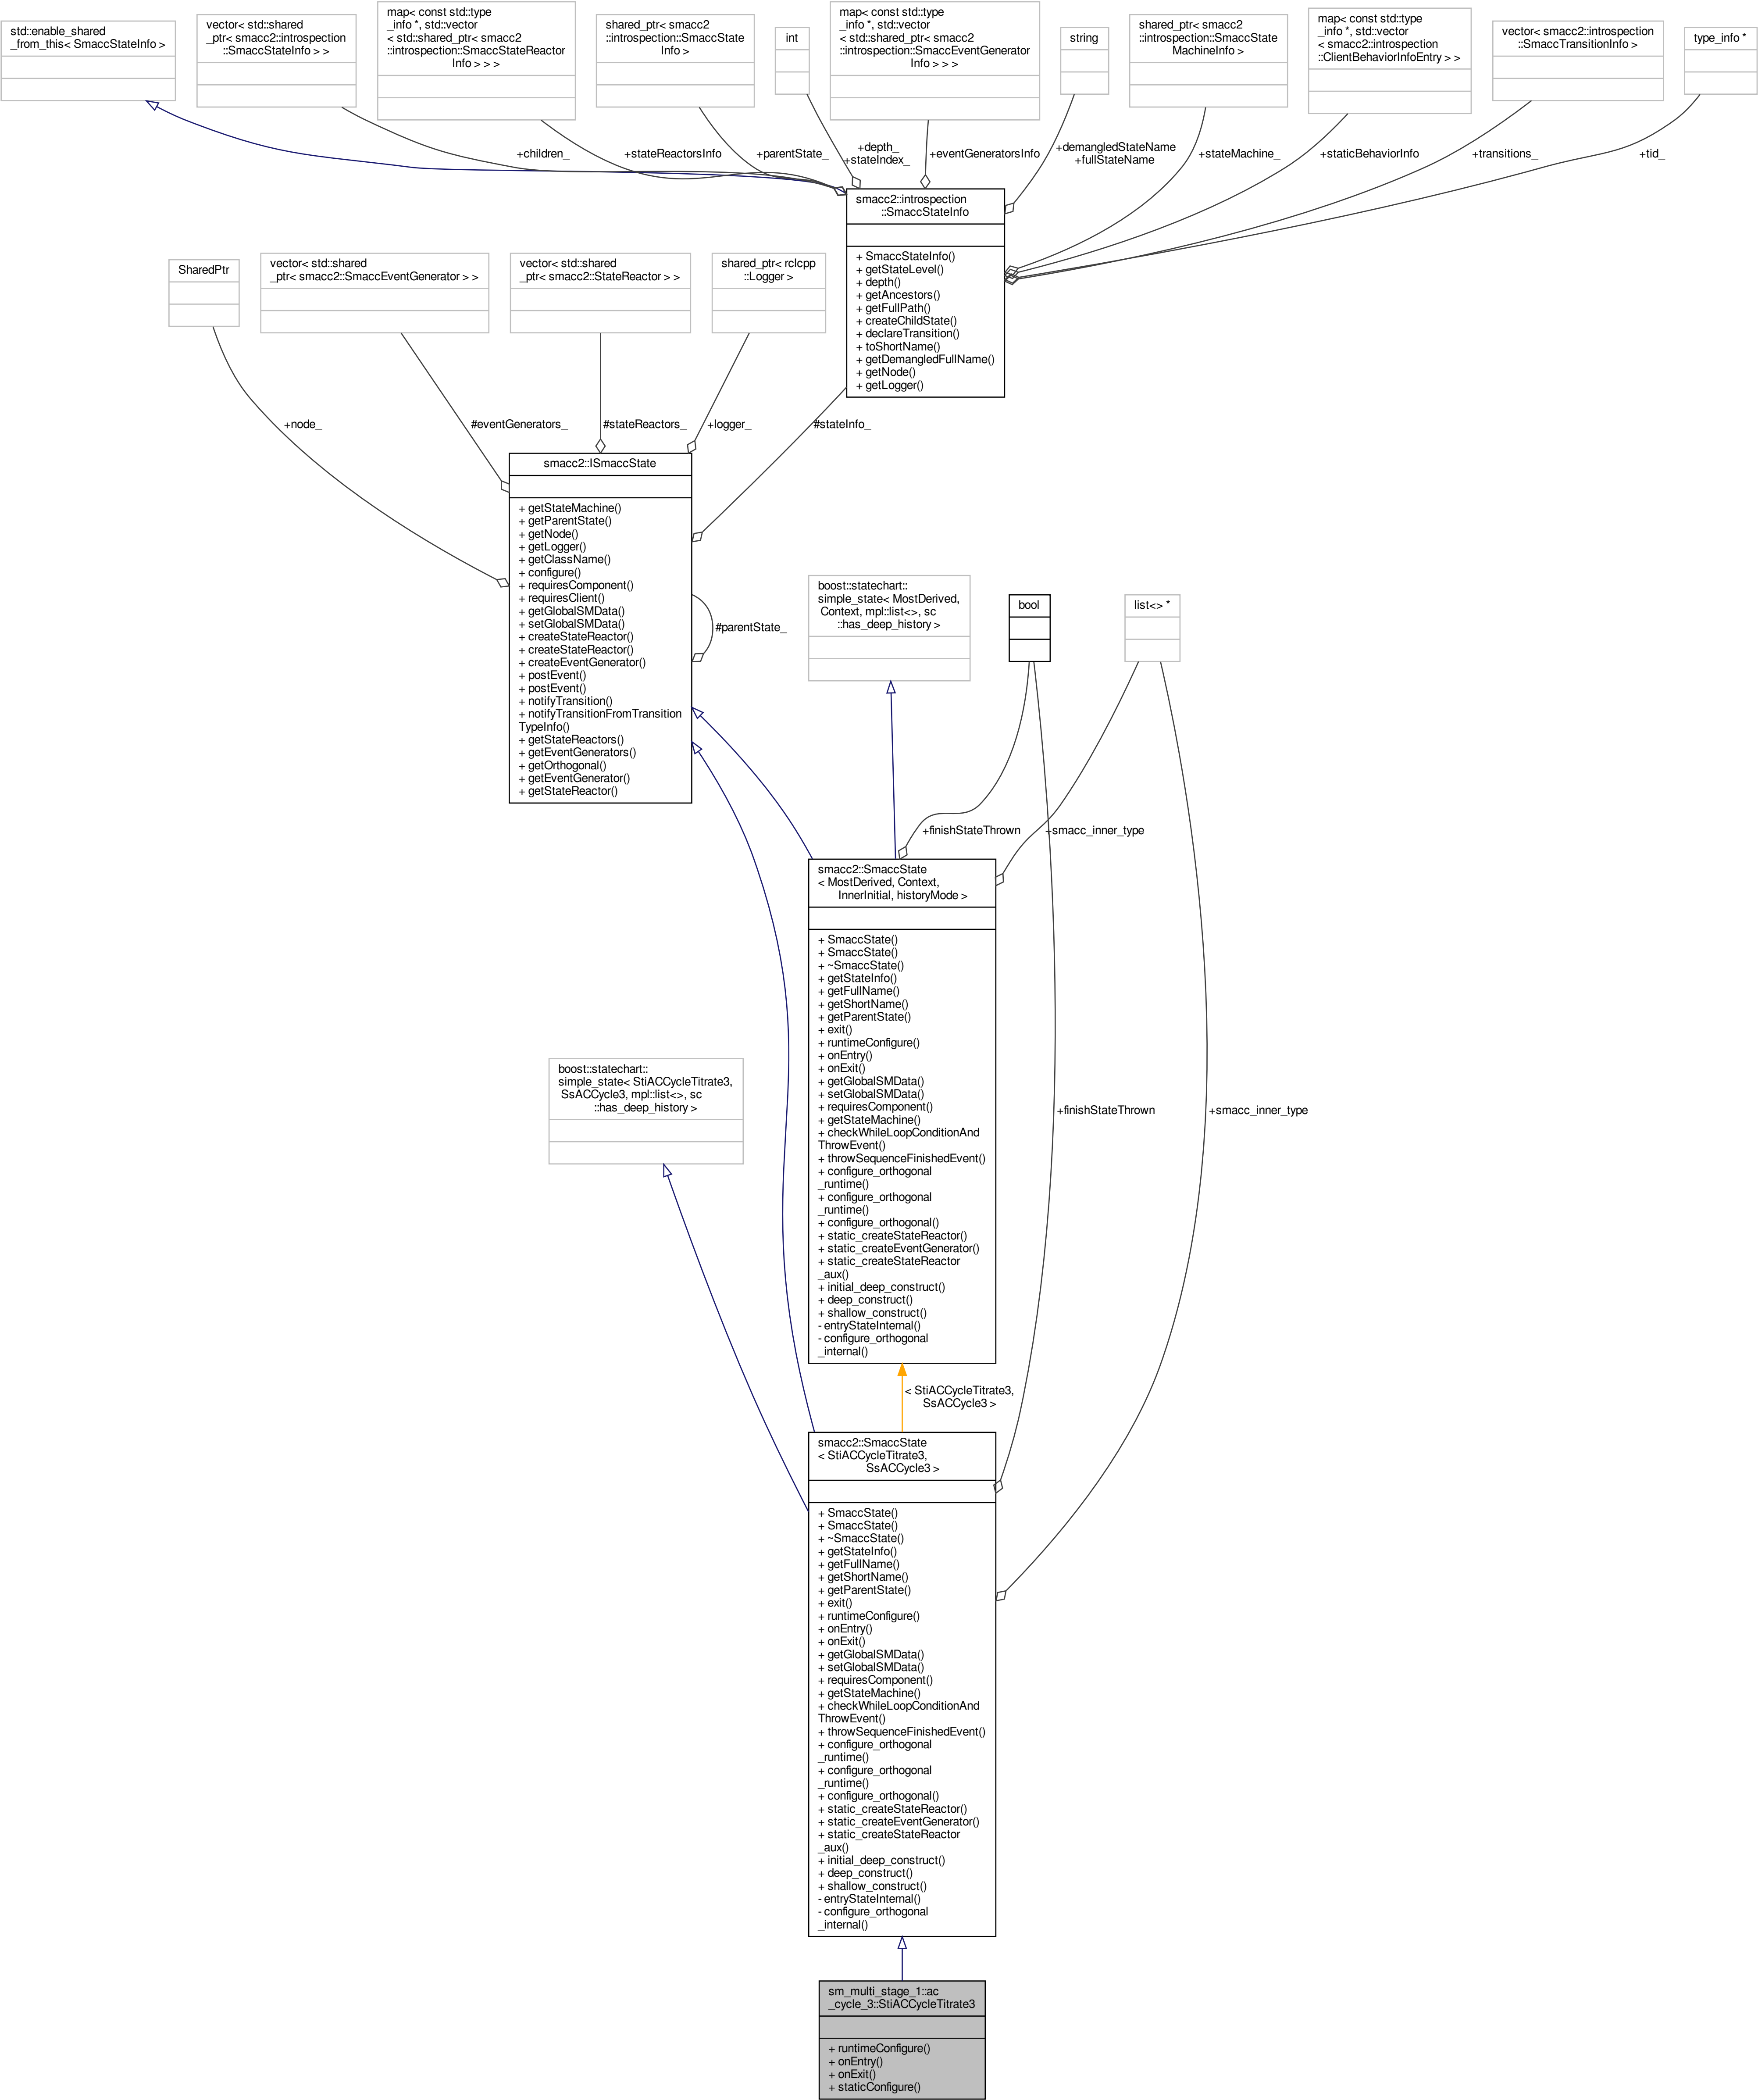 std::enable_shared
_from_this< SmaccStateInfo >
vector< std::shared
_ptr< smacc2::introspection
::SmaccStateInfo > >
map< const std::type
_info *, std::vector
< std::shared_ptr< smacc2
::introspection::SmaccStateReactor
Info > > >
shared_ptr< smacc2
::introspection::SmaccState
Info >
int
map< const std::type
_info *, std::vector
< std::shared_ptr< smacc2
::introspection::SmaccEventGenerator
Info > > >
string
shared_ptr< smacc2
::introspection::SmaccState
MachineInfo >
map< const std::type
_info *, std::vector
< smacc2::introspection
::ClientBehaviorInfoEntry > >
vector< smacc2::introspection
::SmaccTransitionInfo >
type_info *
+children_
+stateReactorsInfo
+parentState_
+depth_
+stateIndex_
+eventGeneratorsInfo
+demangledStateName
+fullStateName
+stateMachine_
+staticBehaviorInfo
+transitions_
+tid_
smacc2::introspection
::SmaccStateInfo
+ SmaccStateInfo()
+ getStateLevel()
+ depth()
+ getAncestors()
+ getFullPath()
+ createChildState()
+ declareTransition()
+ toShortName()
+ getDemangledFullName()
+ getNode()
+ getLogger()
SharedPtr
vector< std::shared
_ptr< smacc2::SmaccEventGenerator > >
vector< std::shared
_ptr< smacc2::StateReactor > >
shared_ptr< rclcpp
::Logger >
+node_
#eventGenerators_
#stateReactors_
+logger_
#stateInfo_
smacc2::ISmaccState
+ getStateMachine()
+ getParentState()
+ getNode()
+ getLogger()
+ getClassName()
+ configure()
+ requiresComponent()
+ requiresClient()
+ getGlobalSMData()
+ setGlobalSMData()
+ createStateReactor()
+ createStateReactor()
+ createEventGenerator()
+ postEvent()
+ postEvent()
+ notifyTransition()
+ notifyTransitionFromTransition
TypeInfo()
+ getStateReactors()
+ getEventGenerators()
+ getOrthogonal()
+ getEventGenerator()
+ getStateReactor()
#parentState_
boost::statechart::
simple_state< MostDerived,
Context, mpl::list<>, sc
::has_deep_history >
bool
list<> *
+finishStateThrown
+smacc_inner_type
smacc2::SmaccState
< MostDerived, Context,
InnerInitial, historyMode >
+ SmaccState()
+ SmaccState()
+ ~SmaccState()
+ getStateInfo()
+ getFullName()
+ getShortName()
+ getParentState()
+ exit()
+ runtimeConfigure()
+ onEntry()
+ onExit()
+ getGlobalSMData()
+ setGlobalSMData()
+ requiresComponent()
+ getStateMachine()
+ checkWhileLoopConditionAnd
ThrowEvent()
+ throwSequenceFinishedEvent()
+ configure_orthogonal
_runtime()
+ configure_orthogonal
_runtime()
+ configure_orthogonal()
+ static_createStateReactor()
+ static_createEventGenerator()
+ static_createStateReactor
_aux()
+ initial_deep_construct()
+ deep_construct()
+ shallow_construct()
- entryStateInternal()
- configure_orthogonal
_internal()
boost::statechart::
simple_state< StiACCycleTitrate3,
SsACCycle3, mpl::list<>, sc
::has_deep_history >
+finishStateThrown
+smacc_inner_type
< StiACCycleTitrate3,
SsACCycle3 >
smacc2::SmaccState
< StiACCycleTitrate3,
SsACCycle3 >
+ SmaccState()
+ SmaccState()
+ ~SmaccState()
+ getStateInfo()
+ getFullName()
+ getShortName()
+ getParentState()
+ exit()
+ runtimeConfigure()
+ onEntry()
+ onExit()
+ getGlobalSMData()
+ setGlobalSMData()
+ requiresComponent()
+ getStateMachine()
+ checkWhileLoopConditionAnd
ThrowEvent()
+ throwSequenceFinishedEvent()
+ configure_orthogonal
_runtime()
+ configure_orthogonal
_runtime()
+ configure_orthogonal()
+ static_createStateReactor()
+ static_createEventGenerator()
+ static_createStateReactor
_aux()
+ initial_deep_construct()
+ deep_construct()
+ shallow_construct()
- entryStateInternal()
- configure_orthogonal
_internal()
sm_multi_stage_1::ac
_cycle_3::StiACCycleTitrate3
+ runtimeConfigure()
+ onEntry()
+ onExit()
+ staticConfigure()